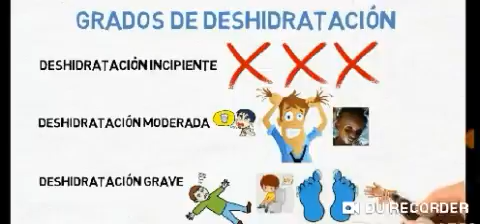 GRADOS DE DESHIDRATACIÓN
DESHIDRATACIÓN INCIPIENTE
DESHIDRATACIÓN MODERADA
DESHIDRATACIÓN GRAVE
DU RECORDER